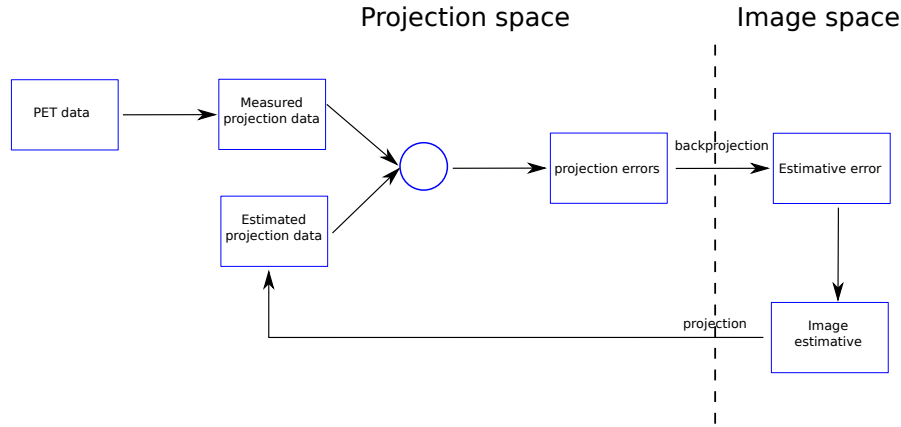 Projection space
Image space
PET data
Measured
projection data
backprojection
projection errors
Estimative error
Estimated
projection data
projection
Image
estimative